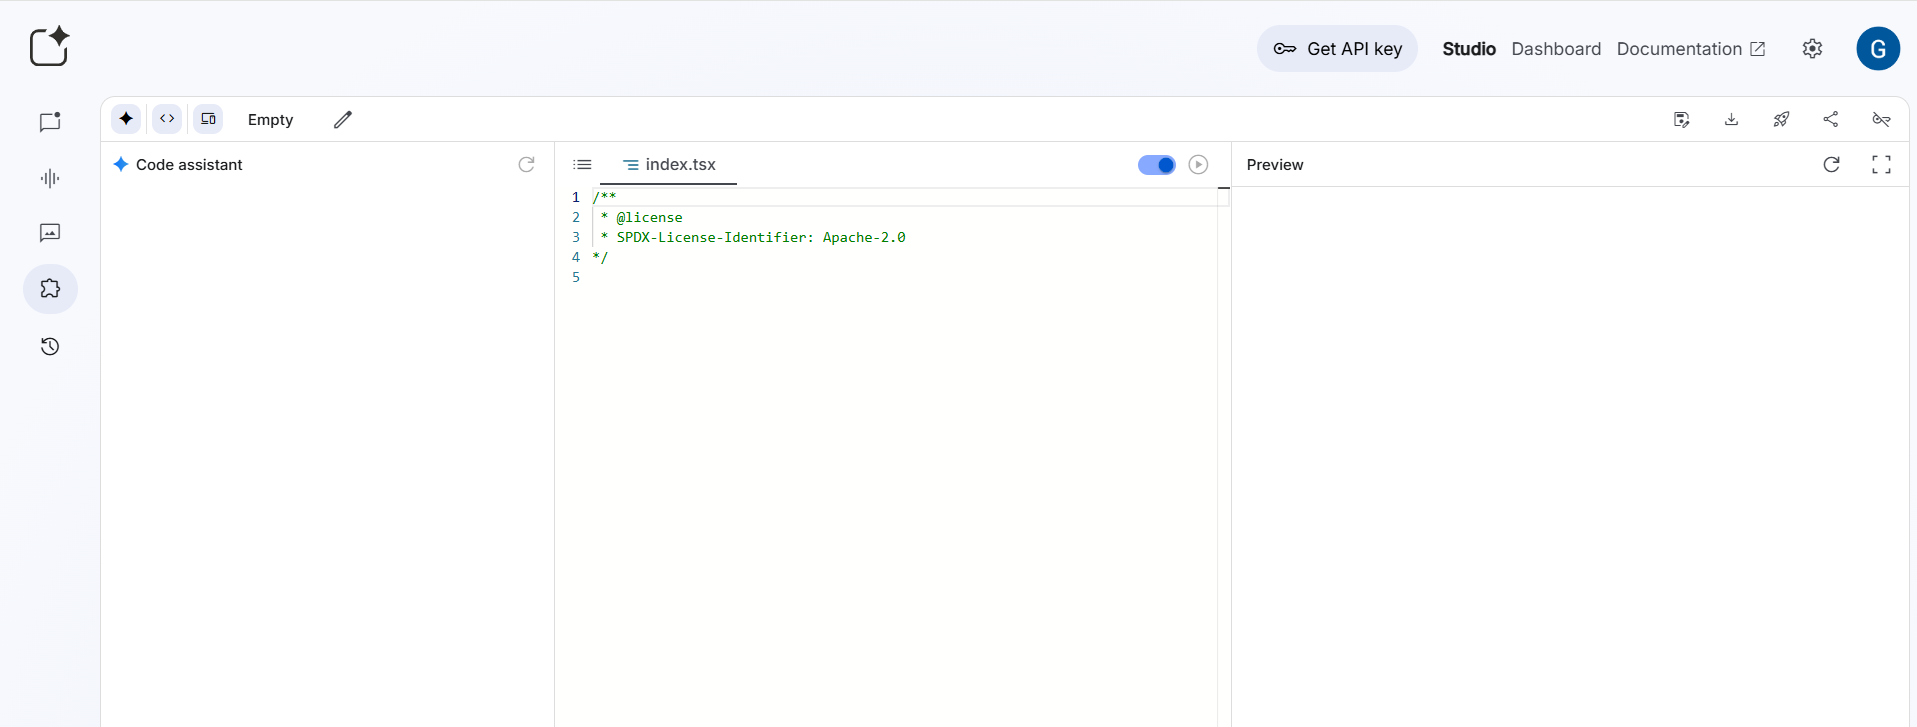 Get API key
Studio
Dashboard
Documentation
G
Empty
Code assistant
index.tsx
Preview
1 /**
2  * @license
3  * SPDX-License-Identifier: Apache-2.0
4 */
5